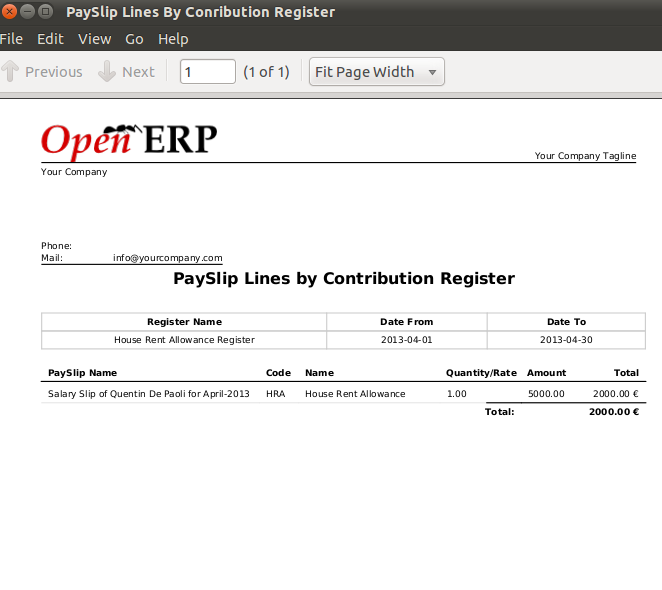 PaySlip Lines By Conribution Register
File Edit View Go Help
Previous Next 1 (1 of 1) Fit Page Width
Open ERP
Your Company Tagline
Your Company
Phone:
Mail: info@yourcompany.com
PaySlip Lines by Contribution Register
Register Name Date From Date To
House Rent Allowance Register 2013-04-01 2013-04-30
PaySlip Name Code Name Quantity/Rate Amount Total
Salary Slip of Quentin De Paoli for April-2013 HRA House Rent Allowance 1.00 5000.00 2000.00 €
Total: 2000.00 €